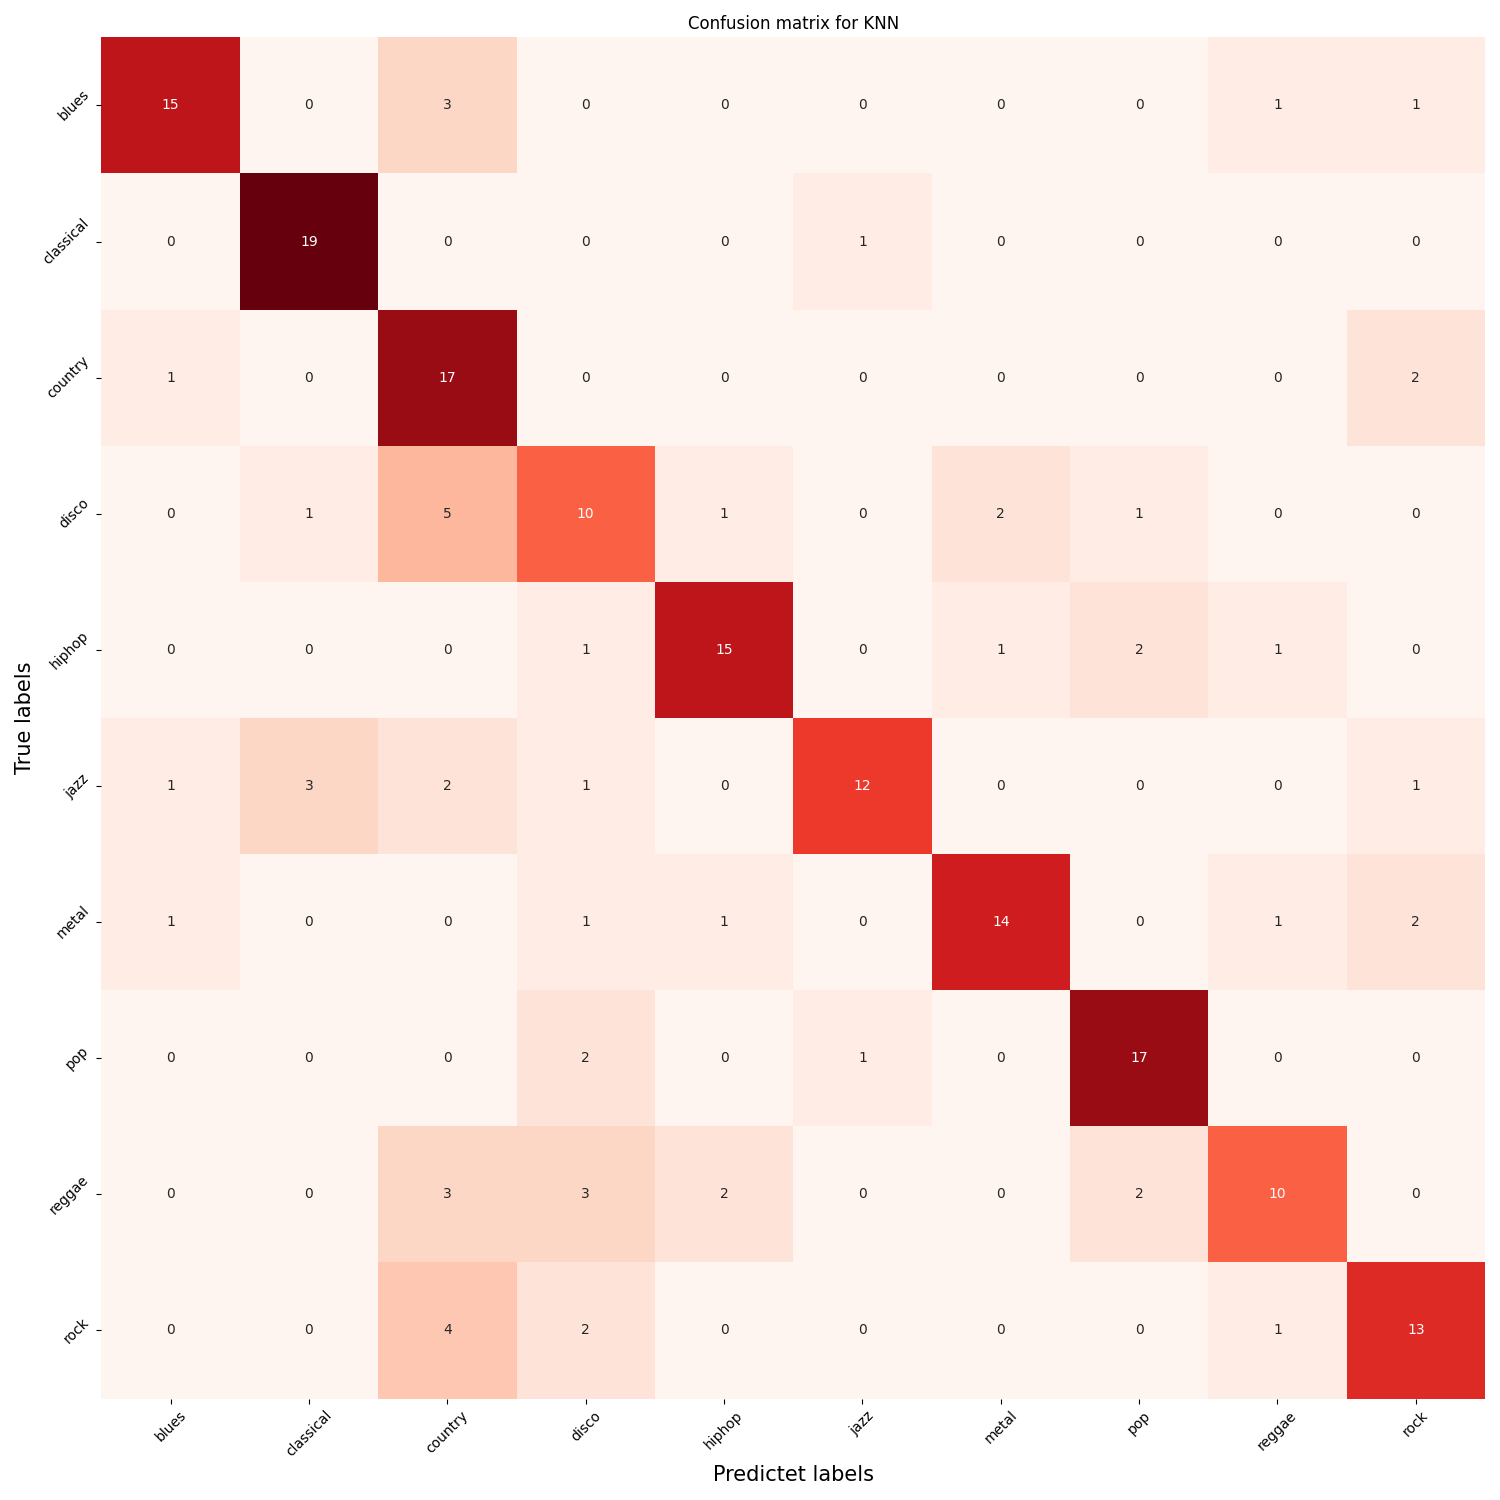 Confusion matrix for KNN
blues 15 0 3 0 0 0 0 0 1 1
classical 0 19 0 0 0 1 0 0 0 0
country 1 0 17 0 0 0 0 0 0 2
disco 0 1 5 10 1 0 2 1 0 0
hiphop 0 0 0 1 15 0 1 2 1 0
jazz 1 3 2 1 0 12 0 0 0 1
metal 1 0 0 1 1 0 14 0 1 2
pop 0 0 0 2 0 1 0 17 0 0
reggae 0 0 3 3 2 0 0 2 10 0
rock 0 0 4 2 0 0 0 0 1 13
True labels
blues classical country disco hiphop jazz metal pop reggae rock
Predictet labels